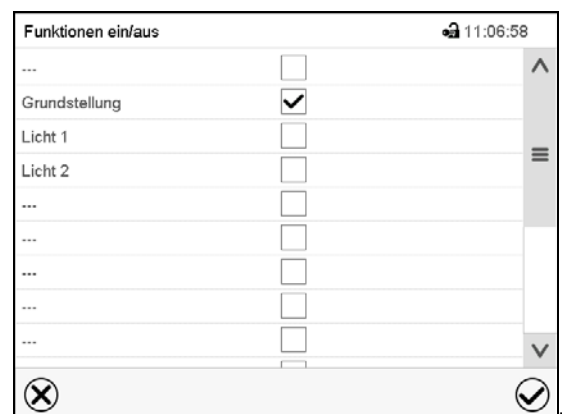 Funktionen ein/aus 11:06:58
---
Grundstellung
Licht 1
Licht 2
---
---
---
---
---